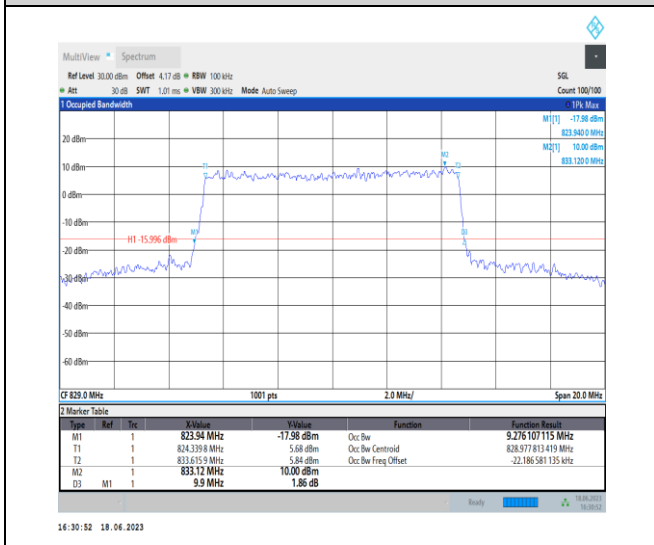 MultiView Spectrum
Ref Level 30.00 dBm Offset 4.17 dB RBW 100 kHz SGL
Att 30 dB SWT 1.01 ms VBW 300 kHz Mode Auto Sweep Count 100/100
1 Occupied Bandwidth 1Pk Max
M1[1] -17.98 dBm
823.940 0 MHz
M2[1] 10.00 dBm
833.120 0 MHz
20 dBm
M2
T1 T2
10 dBm
0 dBm
-10 dBm
M1 D3
H1 -15.996 dBm
-20 dBm
-30 dBm
-40 dBm
-50 dBm
-60 dBm
CF 829.0 MHz 1001 pts 2.0 MHz/ Span 20.0 MHz
2 Marker Table
Type Ref Trc X-Value Y-Value Function Function Result
M1 1 823.94 MHz -17.98 dBm Occ Bw 9.276 107 115 MHz
T1 1 824.339 8 MHz 5.68 dBm Occ Bw Centroid 828.977 813 419 MHz
T2 1 833.615 9 MHz 5.84 dBm Occ Bw Freq Offset -22.186 581 135 kHz
M2 1 833.12 MHz 10.00 dBm
D3 M1 1 9.9 MHz 1.86 dB
Ready 18.06.2023
16:30:52
16:30:52 18.06.2023